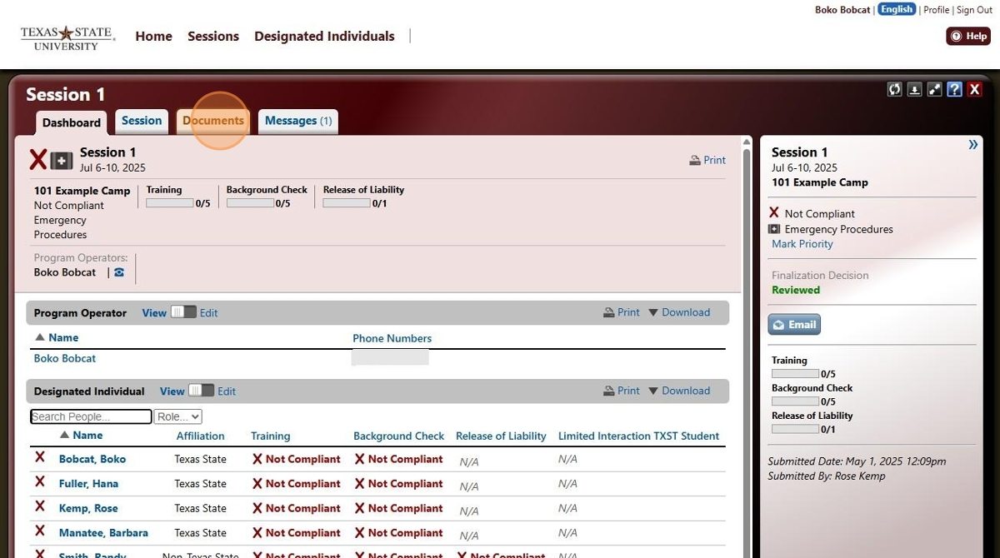 Boko Bobcat | English | Profile | Sign Out
TEXAS STATE
UNIVERSITY
Home Sessions Designated Individuals
Help
Session 1
Dashboard Session Documents Messages (1)
Session 1
Jul 6-10, 2025
Print
101 Example Camp
Not Compliant
Emergency
Procedures
Training
0/5
Background Check
0/5
Release of Liability
0/1
Program Operators:
Boko Bobcat |
Program Operator View Edit Print Download
Name Phone Numbers
Boko Bobcat
Designated Individual View Edit Print Download
Search People... Role...
Name Affiliation Training Background Check Release of Liability Limited Interaction TXST Student
Bobcat, Boko Texas State Not Compliant Not Compliant N/A N/A
Fuller, Hana Texas State Not Compliant Not Compliant N/A N/A
Kemp, Rose Texas State Not Compliant Not Compliant N/A N/A
Manatee, Barbara Texas State Not Compliant Not Compliant N/A N/A
Smith, Randy Non-Texas State Not Compliant Not Compliant Not Compliant N/A
»
Session 1
Jul 6-10, 2025
101 Example Camp
Not Compliant
Emergency Procedures
Mark Priority
Finalization Decision
Reviewed
Email
Training
0/5
Background Check
0/5
Release of Liability
0/1
Submitted Date: May 1, 2025 12:09pm
Submitted By: Rose Kemp